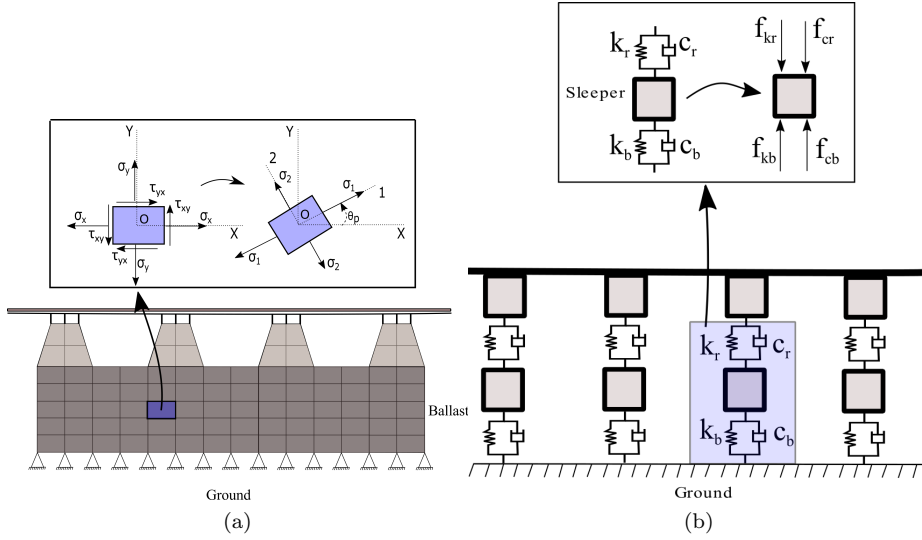 Y
σy
τyx
σx
O
τxy
σx
X
τxy
τyx
σy
Y
2
σ2
σ1
1
O
θp
X
σ1
σ2
Ballast
Ground
(a)
kr
cr
Sleeper
kb
cb
fkr
fcr
fkb
fcb
kr
cr
kb
cb
Ground
(b)